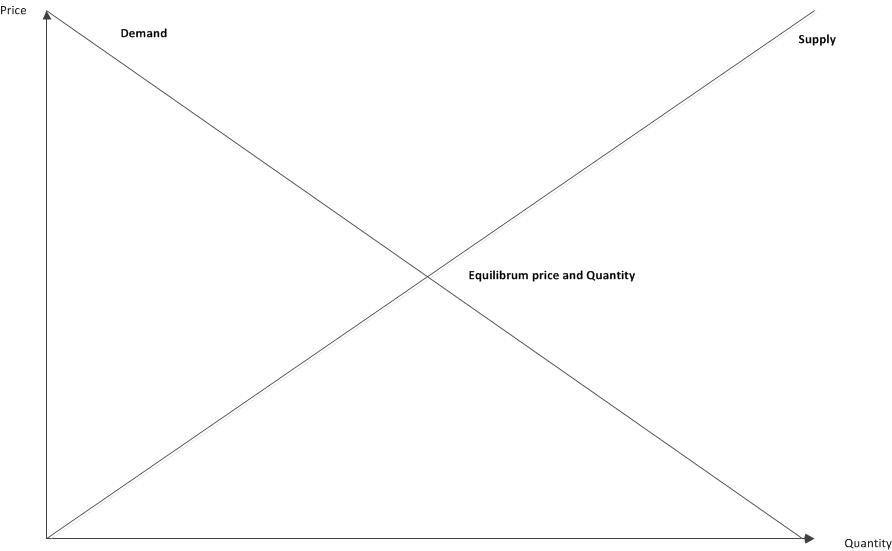 Price
Demand
Supply
Equilibrum price and Quantity
Quantity